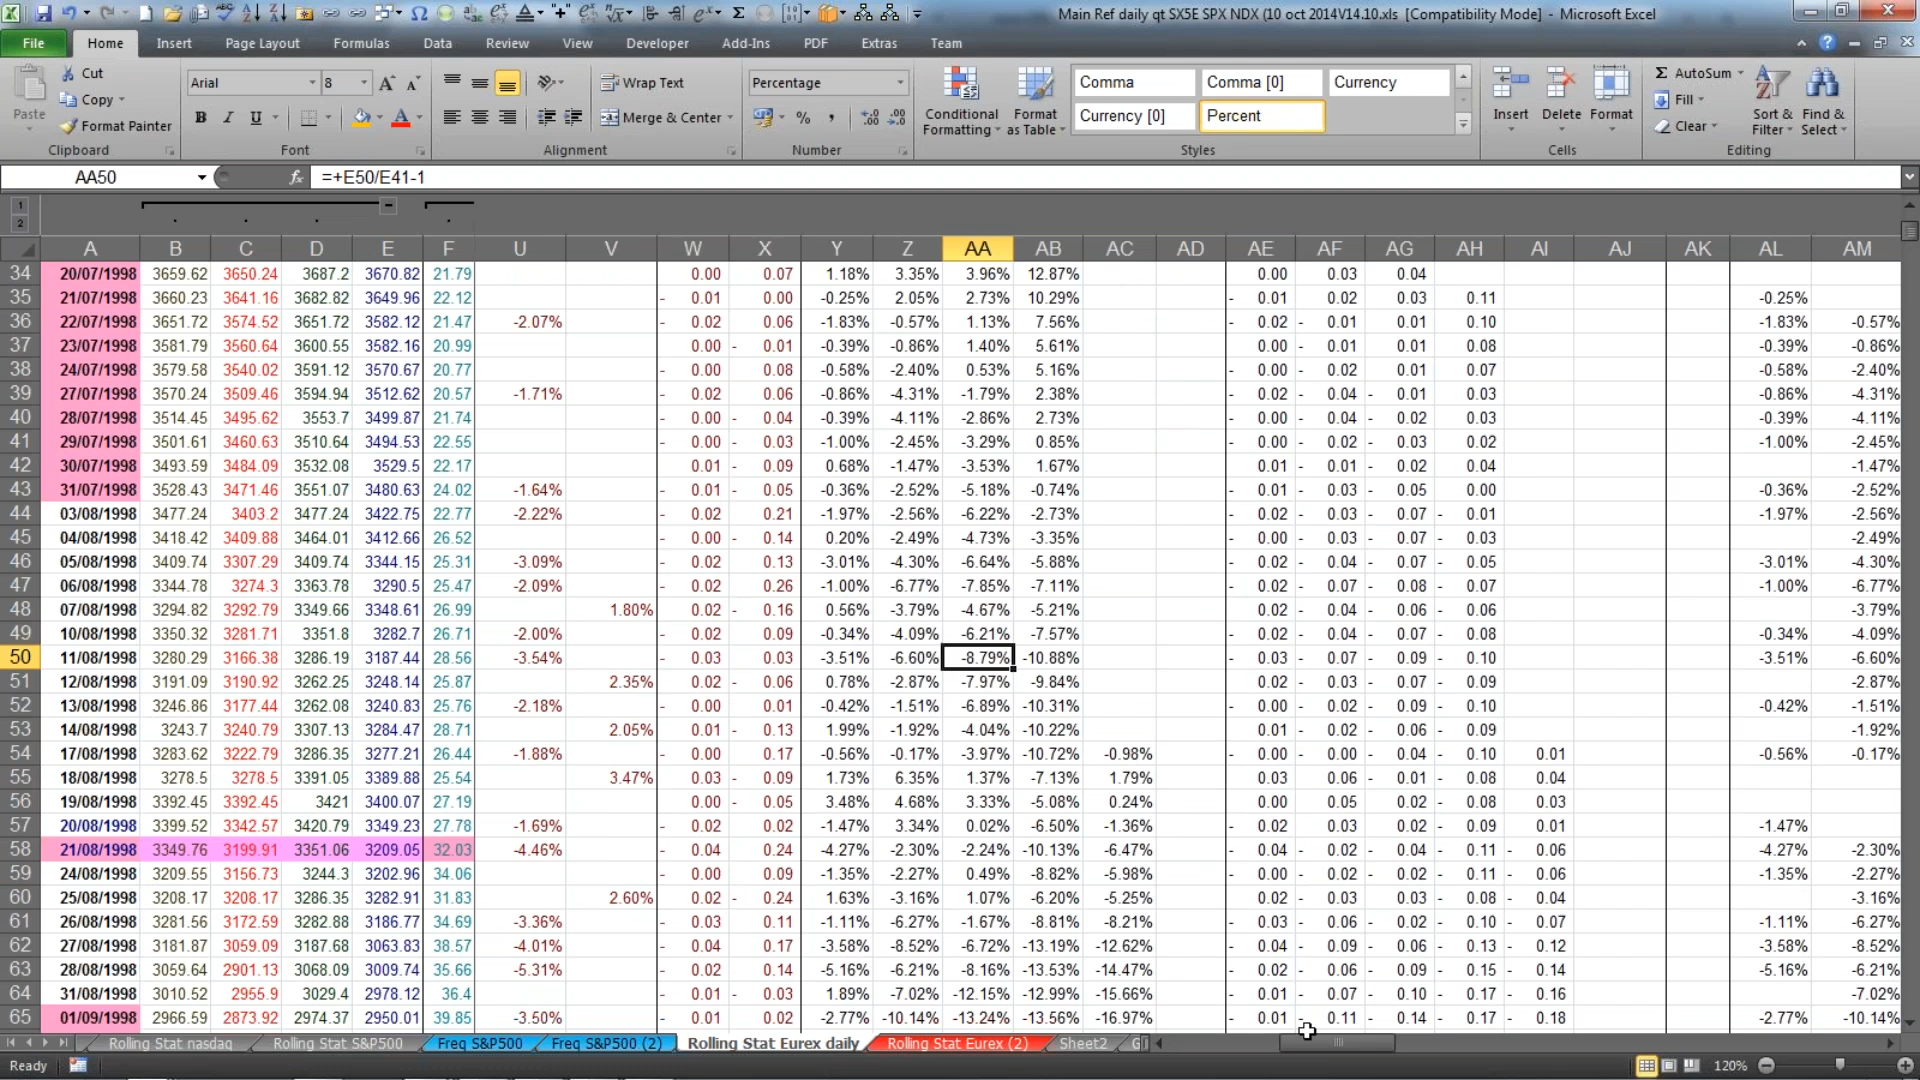 Main Ref daily qt SX5E SPX NDX (10 oct 2014V14.10.xls [Compatibility Mode] - Microsoft Excel
File Home Insert Page Layout Formulas Data Review View Developer Add-Ins PDF Extras Team
Paste Cut Copy Format Painter Clipboard
Arial 8 B I U Font
Wrap Text Merge & Center Alignment
Percentage % Number
Conditional Formatting Format as Table Comma Comma [0] Currency Currency [0] Percent Styles
Insert Delete Format Cells
Σ AutoSum Fill Clear Sort & Filter Find & Select Editing
AA50 fx =+E50/E41-1
1
2
A B C D E F U V W X Y Z AA AB AC AD AE AF AG AH AI AJ AK AL AM
34 20/07/1998 3659.62 3650.24 3687.2 3670.82 21.79 0.00 0.07 1.18% 3.35% 3.96% 12.87% 0.00 0.03 0.04
35 21/07/1998 3660.23 3641.16 3682.82 3649.96 22.12 - 0.01 0.00 -0.25% 2.05% 2.73% 10.29% - 0.01 0.02 0.03 0.11 -0.25%
36 22/07/1998 3651.72 3574.52 3651.72 3582.12 21.47 -2.07% - 0.02 0.06 -1.83% -0.57% 1.13% 7.56% - 0.02 - 0.01 0.01 0.10 -1.83% -0.57%
37 23/07/1998 3581.79 3560.64 3600.55 3582.16 20.99 0.00 - 0.01 -0.39% -0.86% 1.40% 5.61% 0.00 - 0.01 0.01 0.08 -0.39% -0.86%
38 24/07/1998 3579.58 3540.02 3591.12 3570.67 20.77 - 0.00 0.08 -0.58% -2.40% 0.53% 5.16% - 0.00 - 0.02 0.01 0.07 -0.58% -2.40%
39 27/07/1998 3570.24 3509.46 3594.94 3512.62 20.57 -1.71% - 0.02 0.06 -0.86% -4.31% -1.79% 2.38% - 0.02 - 0.04 - 0.01 0.03 -0.86% -4.31%
40 28/07/1998 3514.45 3495.62 3553.7 3499.87 21.74 - 0.00 - 0.04 -0.39% -4.11% -2.86% 2.73% - 0.00 - 0.04 - 0.02 0.03 -0.39% -4.11%
41 29/07/1998 3501.61 3460.63 3510.64 3494.53 22.55 - 0.00 - 0.03 -1.00% -2.45% -3.29% 0.85% - 0.00 - 0.02 - 0.03 0.02 -1.00% -2.45%
42 30/07/1998 3493.59 3484.09 3532.08 3529.5 22.17 0.01 - 0.09 0.68% -1.47% -3.53% 1.67% 0.01 - 0.01 - 0.02 0.04 -1.47%
43 31/07/1998 3528.43 3471.46 3551.07 3480.63 24.02 -1.64% - 0.01 - 0.05 -0.36% -2.52% -5.18% -0.74% - 0.01 - 0.03 - 0.05 0.00 -0.36% -2.52%
44 03/08/1998 3477.24 3403.2 3477.24 3422.75 22.77 -2.22% - 0.02 0.21 -1.97% -2.56% -6.22% -2.73% - 0.02 - 0.03 - 0.07 - 0.01 -1.97% -2.56%
45 04/08/1998 3418.42 3409.88 3464.01 3412.66 26.52 - 0.00 - 0.14 0.20% -2.49% -4.73% -3.35% - 0.00 - 0.03 - 0.07 - 0.03 -2.49%
46 05/08/1998 3409.74 3307.29 3409.74 3344.15 25.31 -3.09% - 0.02 0.13 -3.01% -4.30% -6.64% -5.88% - 0.02 - 0.04 - 0.07 - 0.05 -3.01% -4.30%
47 06/08/1998 3344.78 3274.3 3363.78 3290.5 25.47 -2.09% - 0.02 0.26 -1.00% -6.77% -7.85% -7.11% - 0.02 - 0.07 - 0.08 - 0.07 -1.00% -6.77%
48 07/08/1998 3294.82 3292.79 3349.66 3348.61 26.99 1.80% 0.02 - 0.16 0.56% -3.79% -4.67% -5.21% 0.02 - 0.04 - 0.06 - 0.06 -3.79%
49 10/08/1998 3350.32 3281.71 3351.8 3282.7 26.71 -2.00% - 0.02 0.09 -0.34% -4.09% -6.21% -7.57% - 0.02 - 0.04 - 0.07 - 0.08 -0.34% -4.09%
50 11/08/1998 3280.29 3166.38 3286.19 3187.44 28.56 -3.54% - 0.03 0.03 -3.51% -6.60% -8.79% -10.88% - 0.03 - 0.07 - 0.09 - 0.10 -3.51% -6.60%
51 12/08/1998 3191.09 3190.92 3262.25 3248.14 25.87 2.35% 0.02 - 0.06 0.78% -2.87% -7.97% -9.84% 0.02 - 0.03 - 0.07 - 0.09 -2.87%
52 13/08/1998 3246.86 3177.44 3262.08 3240.83 25.76 -2.18% - 0.00 0.01 -0.42% -1.51% -6.89% -10.31% - 0.00 - 0.02 - 0.09 - 0.10 -0.42% -1.51%
53 14/08/1998 3243.7 3240.79 3307.13 3284.47 28.71 2.05% 0.01 - 0.13 1.99% -1.92% -4.04% -10.22% 0.01 - 0.02 - 0.06 - 0.09 -1.92%
54 17/08/1998 3283.62 3222.79 3286.35 3277.21 26.44 -1.88% - 0.00 0.17 -0.56% -0.17% -3.97% -10.72% -0.98% - 0.00 - 0.00 - 0.04 - 0.10 0.01 -0.56% -0.17%
55 18/08/1998 3278.5 3278.5 3391.05 3389.88 25.54 3.47% 0.03 - 0.09 1.73% 6.35% 1.37% -7.13% 1.79% 0.03 0.06 - 0.01 - 0.08 0.04
56 19/08/1998 3392.45 3392.45 3421 3400.07 27.19 0.00 - 0.05 3.48% 4.68% 3.33% -5.08% 0.24% 0.00 0.05 0.02 - 0.08 0.03
57 20/08/1998 3399.52 3342.57 3420.79 3349.23 27.78 -1.69% - 0.02 0.02 -1.47% 3.34% 0.02% -6.50% -1.36% - 0.02 0.03 0.02 - 0.09 0.01 -1.47%
58 21/08/1998 3349.76 3199.91 3351.06 3209.05 32.03 -4.46% - 0.04 0.24 -4.27% -2.30% -2.24% -10.13% -6.47% - 0.04 - 0.02 - 0.04 - 0.11 - 0.06 -4.27% -2.30%
59 24/08/1998 3209.55 3156.73 3244.3 3202.96 34.06 - 0.00 0.09 -1.35% -2.27% 0.49% -8.82% -5.98% - 0.00 - 0.02 - 0.02 - 0.11 - 0.06 -1.35% -2.27%
60 25/08/1998 3208.17 3208.17 3286.35 3282.91 31.83 2.60% 0.02 - 0.24 1.63% -3.16% 1.07% -6.20% -5.25% 0.02 - 0.03 0.03 - 0.08 - 0.04 -3.16%
61 26/08/1998 3281.56 3172.59 3282.88 3186.77 34.69 -3.36% - 0.03 0.11 -1.11% -6.27% -1.67% -8.81% -8.21% - 0.03 - 0.06 - 0.02 - 0.10 - 0.07 -1.11% -6.27%
62 27/08/1998 3181.87 3059.09 3187.68 3063.83 38.57 -4.01% - 0.04 0.17 -3.58% -8.52% -6.72% -13.19% -12.62% - 0.04 - 0.09 - 0.06 - 0.13 - 0.12 -3.58% -8.52%
63 28/08/1998 3059.64 2901.13 3068.09 3009.74 35.66 -5.31% - 0.02 0.14 -5.16% -6.21% -8.16% -13.53% -14.47% - 0.02 - 0.06 - 0.09 - 0.15 - 0.14 -5.16% -6.21%
64 31/08/1998 3010.52 2955.9 3029.4 2978.12 36.4 - 0.01 - 0.03 1.89% -7.02% -12.15% -12.99% -15.66% - 0.01 - 0.07 - 0.10 - 0.17 - 0.16 -7.02%
65 01/09/1998 2966.59 2873.92 2974.37 2950.01 39.85 -3.50% - 0.01 0.02 -2.77% -10.14% -13.24% -13.56% -16.97% - 0.01 - 0.11 - 0.14 - 0.17 - 0.18 -2.77% -10.14%
Rolling Stat nasdaq Rolling Stat S&P500 Freq S&P500 Freq S&P500 (2) Rolling Stat Eurex daily Rolling Stat Eurex (2) Sheet2
Ready 120%